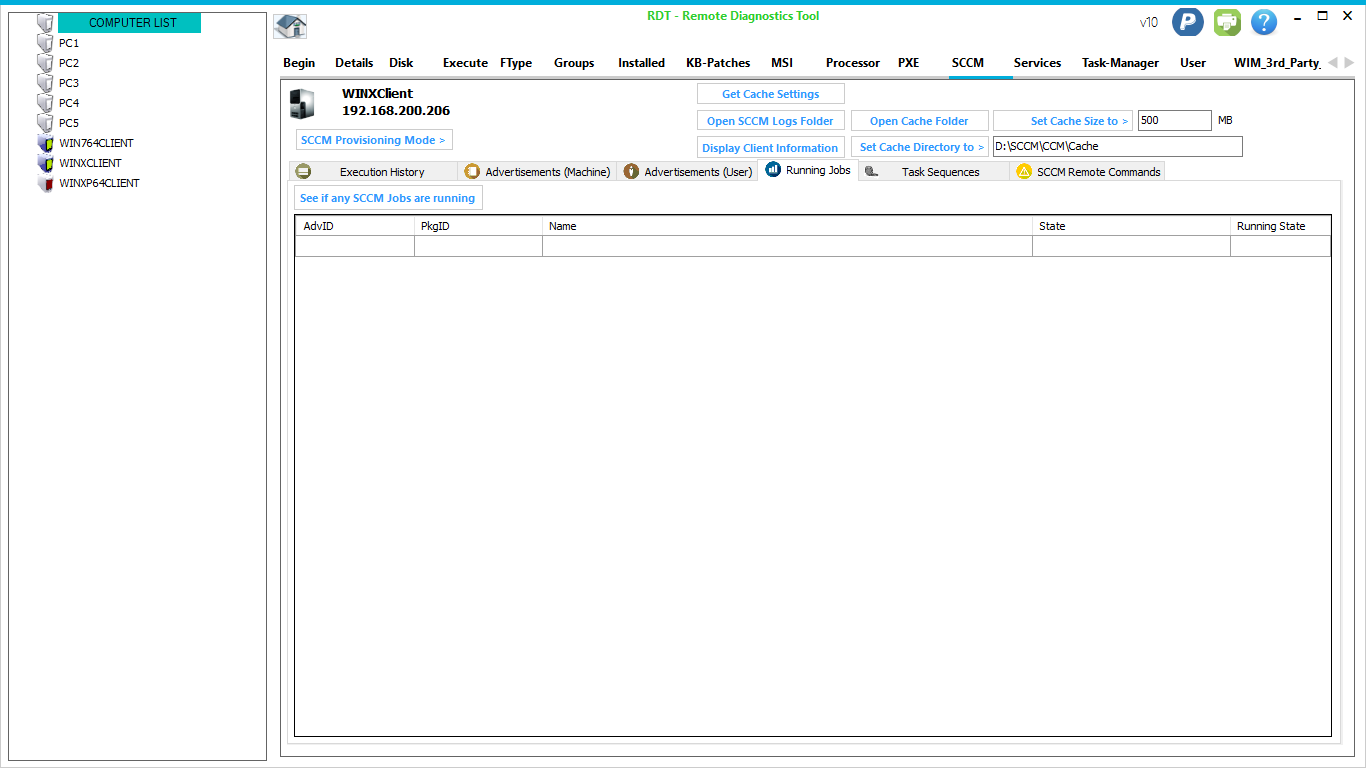 RDT - Remote Diagnostics Tool
v10
COMPUTER LIST
PC1
PC2
PC3
PC4
PC5
WIN764CLIENT
WINXCLIENT
WINXP64CLIENT
Begin Details Disk Execute FType Groups Installed KB-Patches MSI Processor PXE SCCM Services Task-Manager User WIM_3rd_Party_
WINXClient
192.168.200.206
SCCM Provisioning Mode >
Get Cache Settings
Open SCCM Logs Folder Open Cache Folder Set Cache Size to > 500 MB
Display Client Information Set Cache Directory to > D:\SCCM\CCM\Cache
Execution History Advertisements (Machine) Advertisements (User) Running Jobs Task Sequences SCCM Remote Commands
See if any SCCM Jobs are running
AdvID PkgID Name State Running State